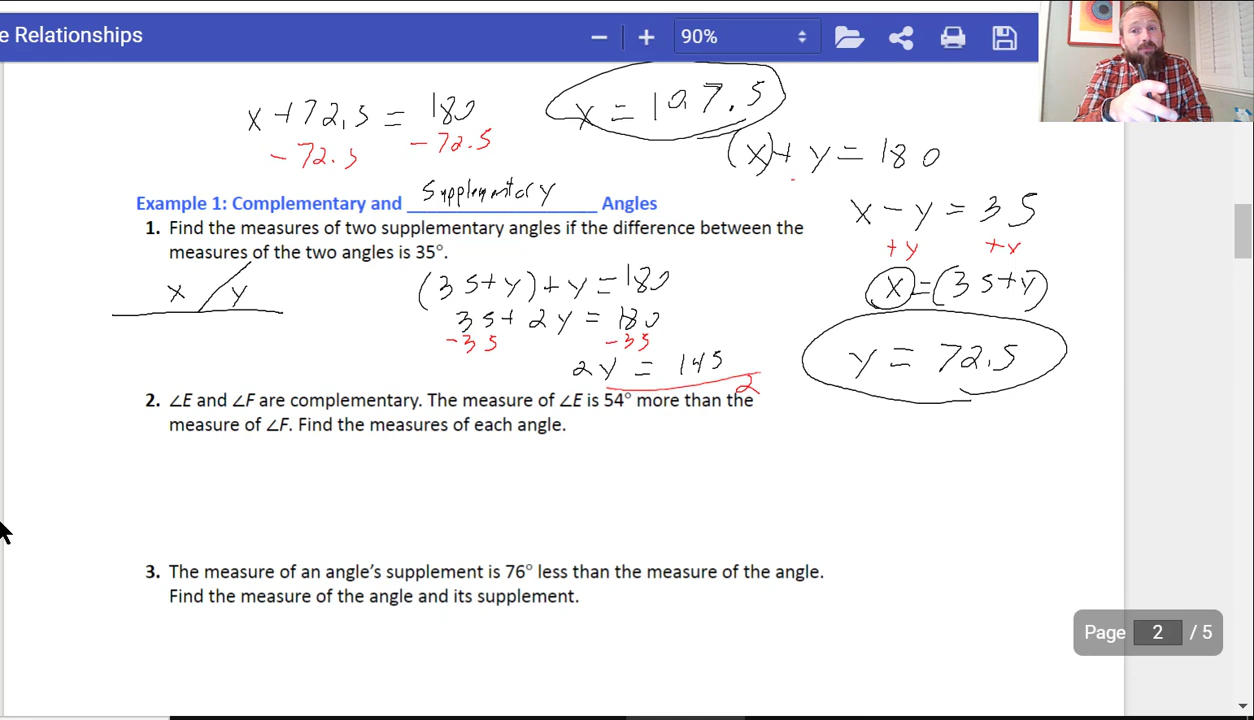 e Relationships
− + 90%
x + 72.5 = 180
- 72.5 - 72.5
x = 107.5
(x) + y = 180
Example 1: Complementary and Supplementary Angles
1. Find the measures of two supplementary angles if the difference between the
measures of the two angles is 35°.
x y
x - y = 35
+y +y
x = (35 + y)
(35 + y) + y = 180
35 + 2y = 180
-35 -35
2y = 145
2
y = 72.5
2. ∠E and ∠F are complementary. The measure of ∠E is 54° more than the
measure of ∠F. Find the measures of each angle.
3. The measure of an angle’s supplement is 76° less than the measure of the angle.
Find the measure of the angle and its supplement.
Page 2 / 5